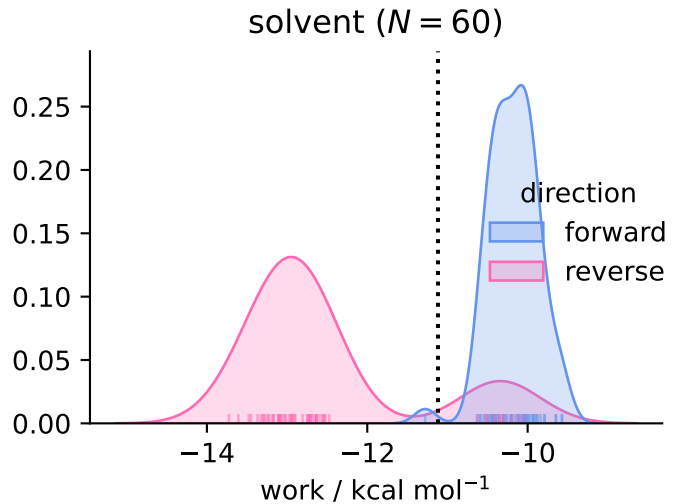 solvent (N = 60)
0.25
0.20
0.15
0.10
0.05
0.00
direction
forward
reverse
−14 −12 −10
work / kcal mol⁻¹